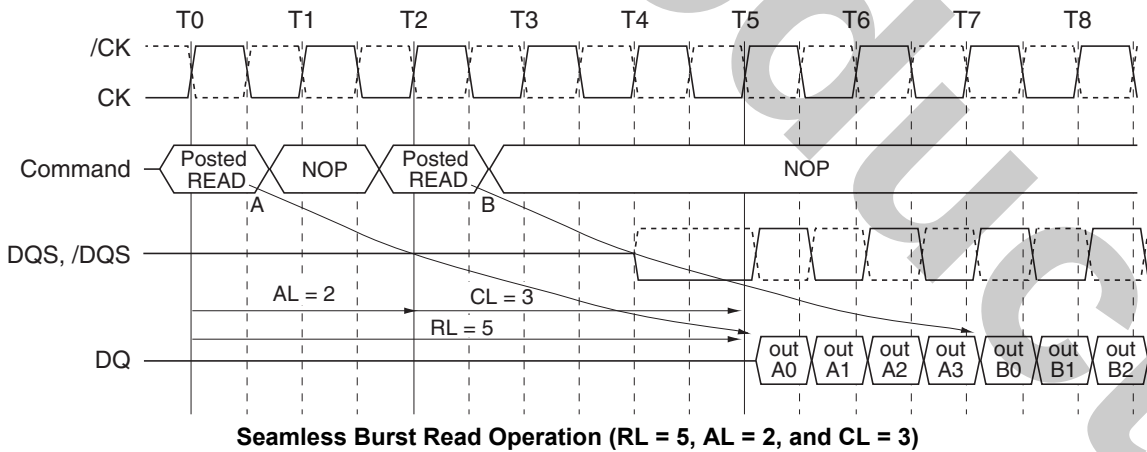 T0 T1 T2 T3 T4 T5 T6 T7 T8
/CK
CK
Command
Posted READ
NOP
Posted READ
NOP
A
B
DQS, /DQS
AL = 2
CL = 3
RL = 5
DQ
out A0
out A1
out A2
out A3
out B0
out B1
out B2
Seamless Burst Read Operation (RL = 5, AL = 2, and CL = 3)